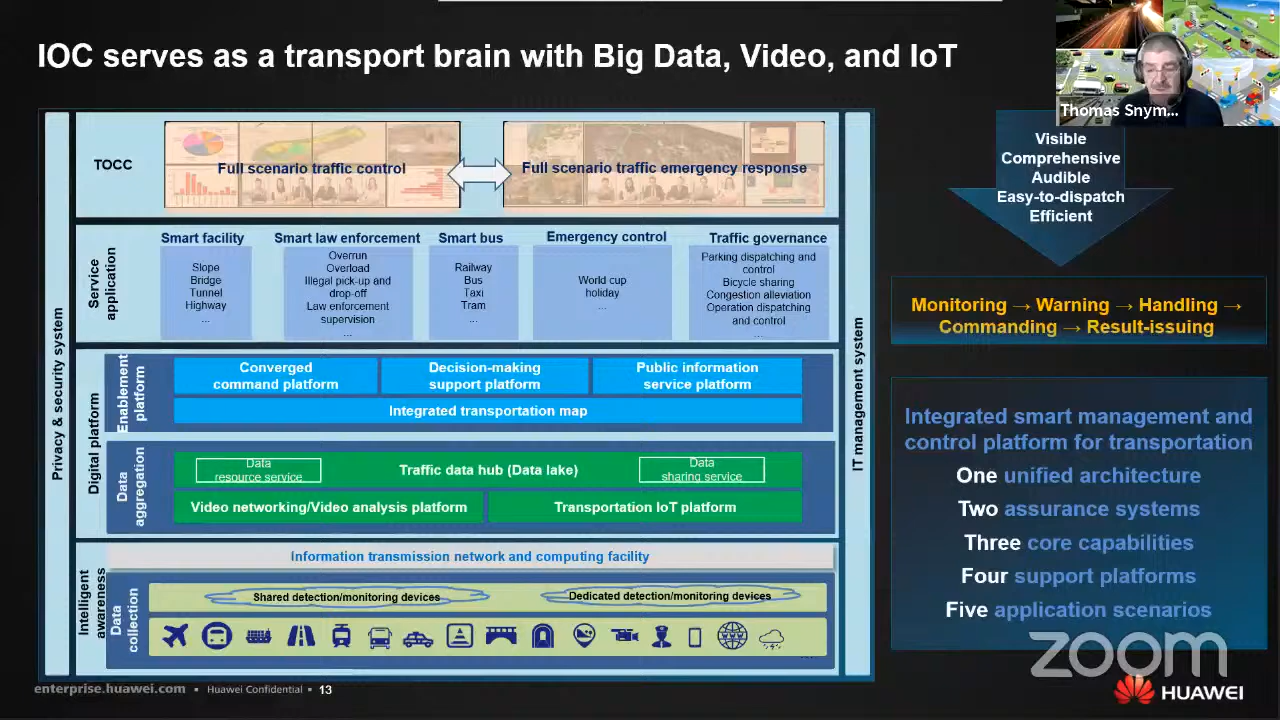 IOC serves as a transport brain with Big Data, Video, and IoT
Thomas Snym...
Privacy & security system
TOCC
Full scenario traffic control
Full scenario traffic emergency response
Service
application
Smart facility
Slope
Bridge
Tunnel
Highway
...
Smart law enforcement
Overrun
Overload
Illegal pick-up and
drop-off
Law enforcement
supervision
...
Smart bus
Railway
Bus
Taxi
Tram
...
Emergency control
World cup
holiday
...
Traffic governance
Parking dispatching and
control
Bicycle sharing
Congestion alleviation
Operation dispatching
and control
...
Digital platform
Enablement
platform
Converged
command platform
Decision-making
support platform
Public information
service platform
Integrated transportation map
Data
aggregation
Data
resource service
Traffic data hub (Data lake)
Data
sharing service
Video networking/Video analysis platform
Transportation IoT platform
Intelligent
awareness
Information transmission network and computing facility
Data
collection
Shared detection/monitoring devices
Dedicated detection/monitoring devices
...
IT management system
Visible
Comprehensive
Audible
Easy-to-dispatch
Efficient
Monitoring → Warning → Handling →
Commanding → Result-issuing
Integrated smart management and
control platform for transportation
One unified architecture
Two assurance systems
Three core capabilities
Four support platforms
Five application scenarios
zoom
enterprise.huawei.com ▪ Huawei Confidential ▪ 13
HUAWEI